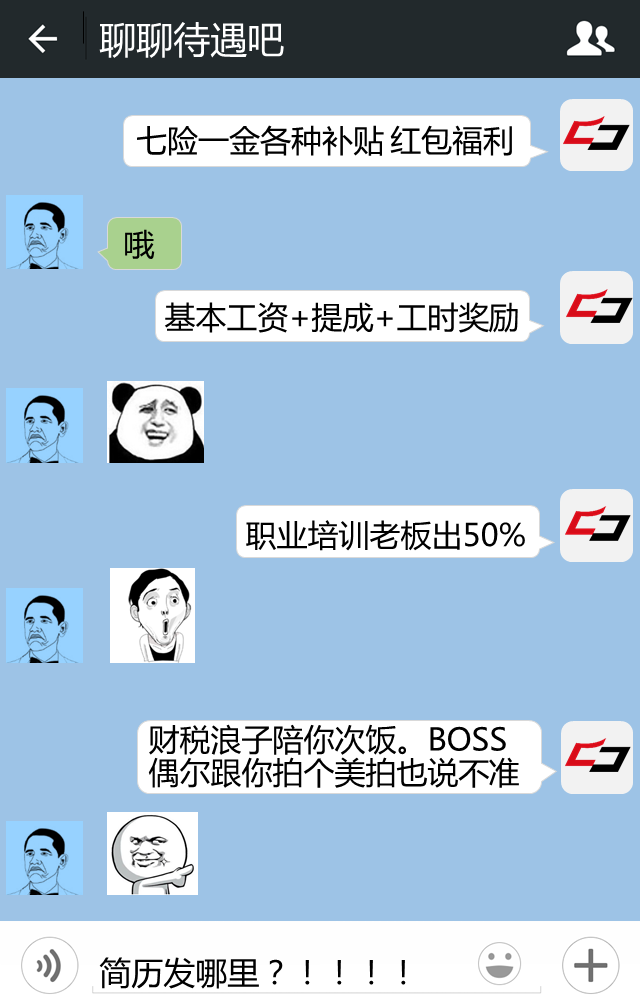 聊聊待遇吧
七险一金各种补贴 红包福利
哦
基本工资+提成+工时奖励
职业培训老板出50%
财税浪子陪你次饭。BOSS
偶尔跟你拍个美拍也说不准
简历发哪里？！！！！！